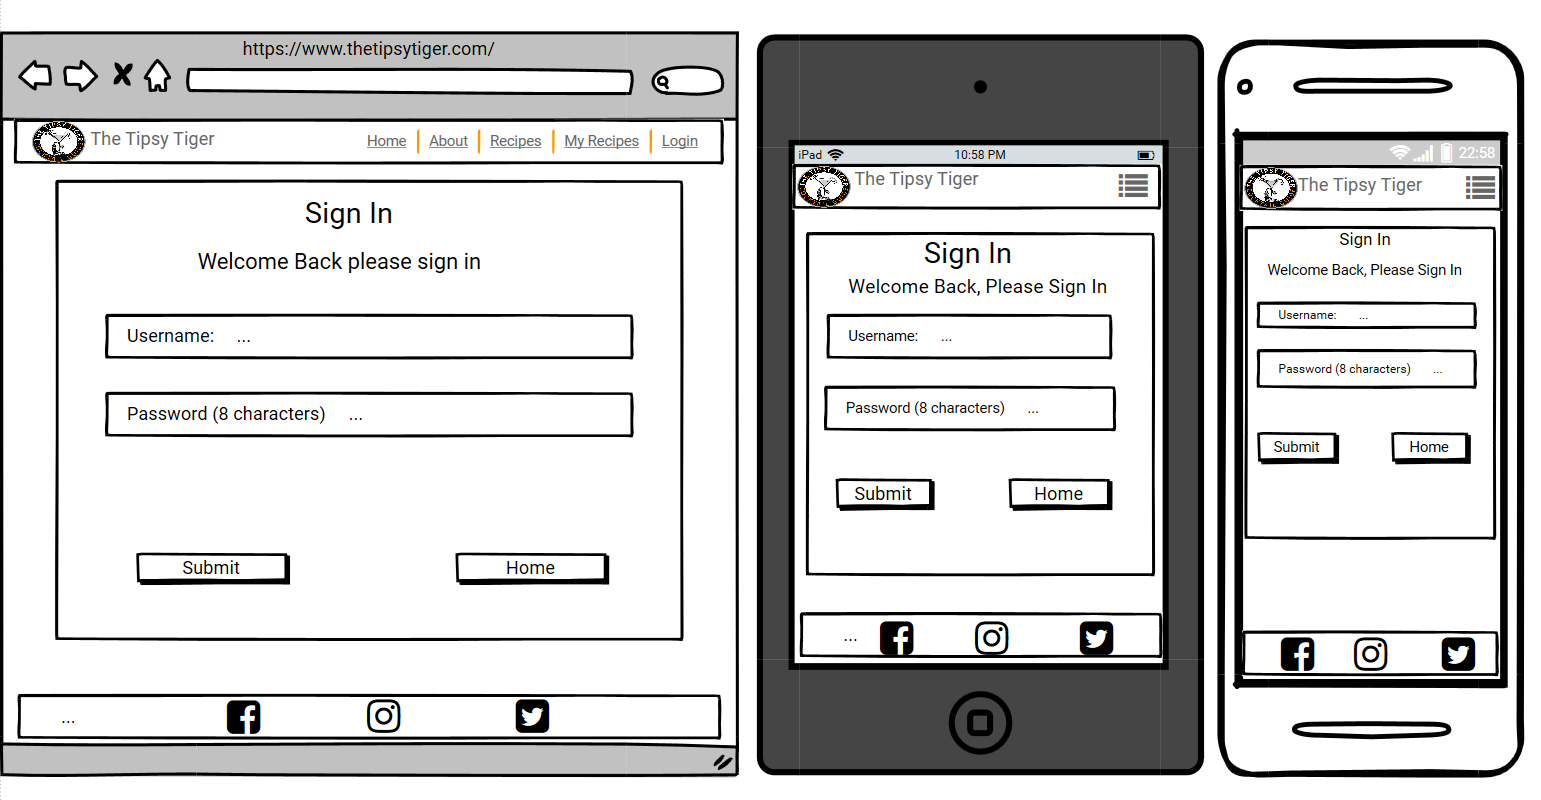 https://www.thetipsytiger.com/
The Tipsy Tiger
Home About Recipes My Recipes Login
Sign In
Welcome Back please sign in
Username: ...
Password (8 characters) ...
Submit Home
...
iPad 10:58 PM
The Tipsy Tiger
Sign In
Welcome Back, Please Sign In
Username: ...
Password (8 characters) ...
Submit Home
...
22:58
The Tipsy Tiger
Sign In
Welcome Back, Please Sign In
Username: ...
Password (8 characters) ...
Submit Home